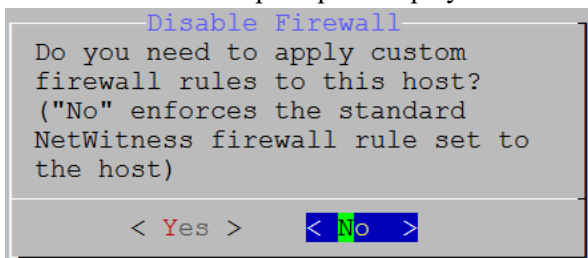 Disable Firewall
Do you need to apply custom
firewall rules to this host?
("No" enforces the standard
NetWitness firewall rule set to
the host)
< Yes > < No >